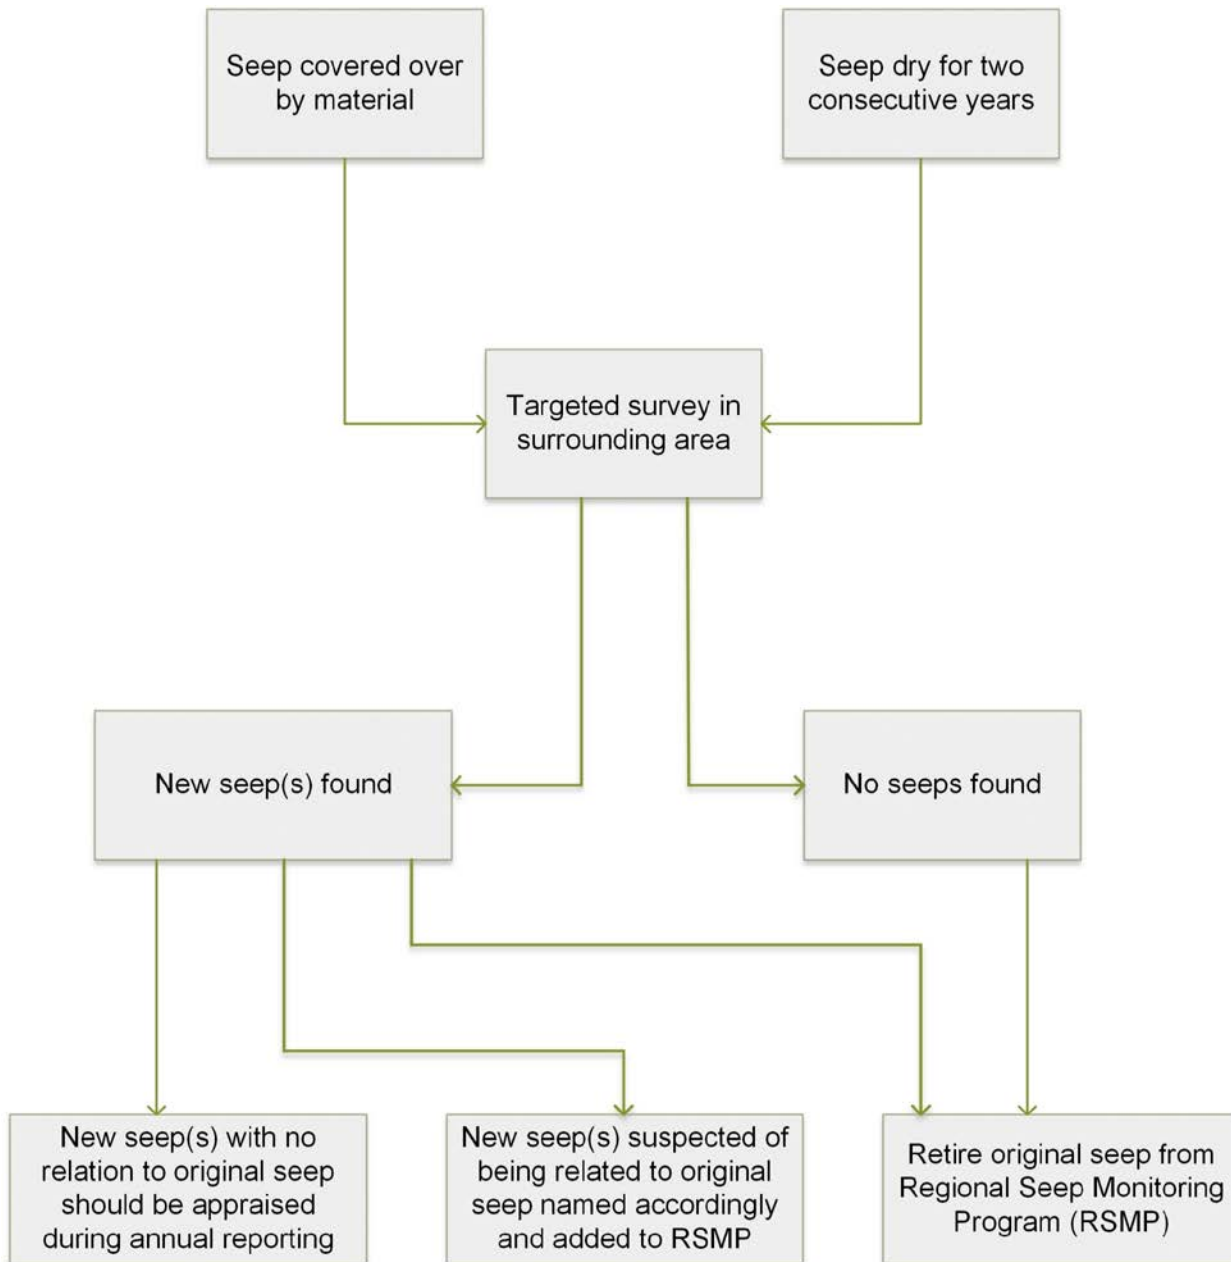 Seep covered over
by material
Seep dry for two
consecutive years
Targeted survey in
surrounding area
New seep(s) found
No seeps found
New seep(s) with no
relation to original seep
should be appraised
during annual reporting
New seep(s) suspected of
being related to original
seep named accordingly
and added to RSMP
Retire original seep from
Regional Seep Monitoring
Program (RSMP)